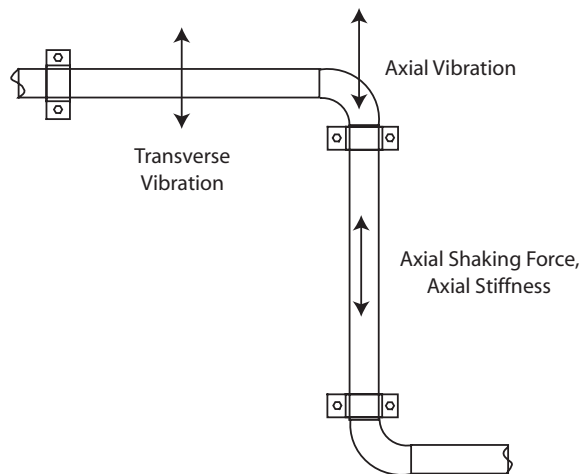 Axial Vibration
Transverse
Vibration
Axial Shaking Force,
Axial Stiffness